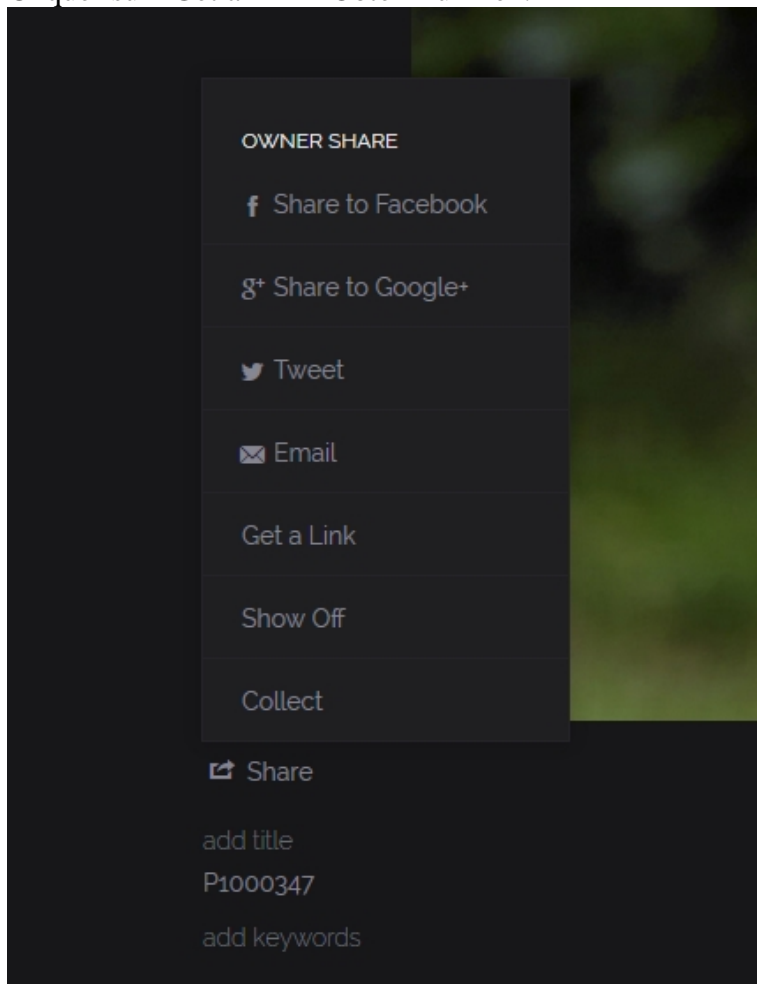 OWNER SHARE
f Share to Facebook
g+ Share to Google+
Tweet
Email
Get a Link
Show Off
Collect
Share
add title
P1000347
add keywords